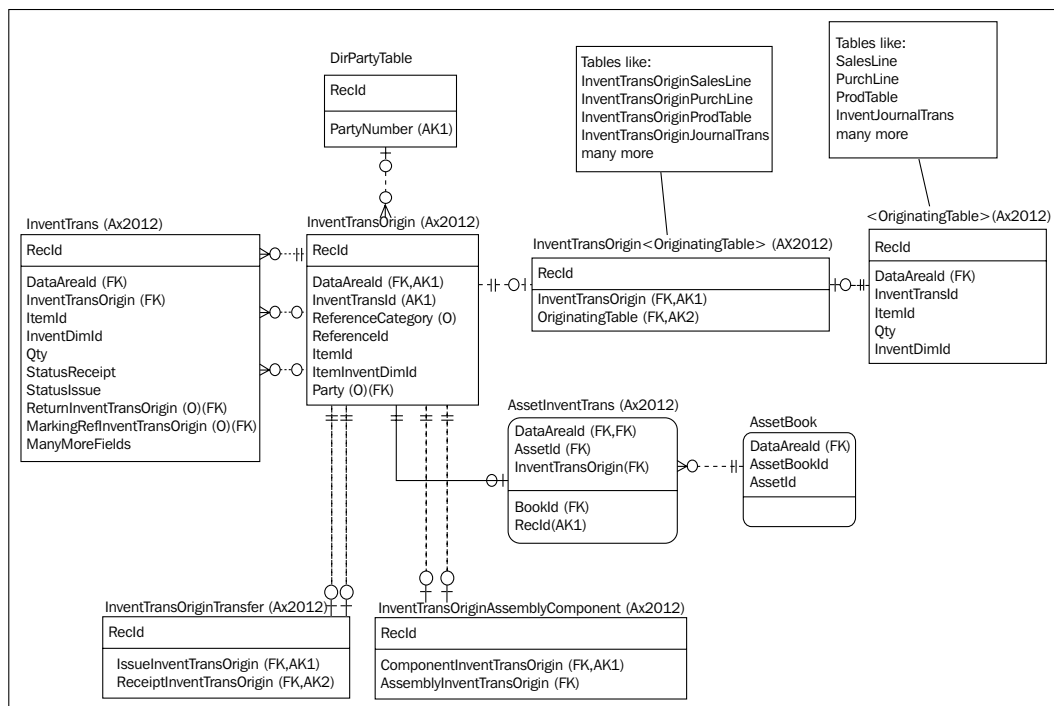 DirPartyTable
RecId
PartyNumber (AK1)
Tables like:
InventTransOriginSalesLine
InventTransOriginPurchLine
InventTransOriginProdTable
InventTransOriginJournalTrans
many more
Tables like:
SalesLine
PurchLine
ProdTable
InventJournalTrans
many more
InventTrans (Ax2012)
RecId
DataAreaId (FK)
InventTransOrigin (FK)
ItemId
InventDimId
Qty
StatusReceipt
StatusIssue
ReturnInventTransOrigin (O)(FK)
MarkingRefInventTransOrigin (O)(FK)
ManyMoreFields
InventTransOrigin (Ax2012)
RecId
DataAreaId (FK,AK1)
InventTransId (AK1)
ReferenceCategory (O)
ReferenceId
ItemId
ItemInventDimId
Party (O)(FK)
InventTransOrigin<OriginatingTable> (AX2012)
RecId
InventTransOrigin (FK,AK1)
OriginatingTable (FK,AK2)
<OriginatingTable>(Ax2012)
RecId
DataAreaId (FK)
InventTransId
ItemId
Qty
InventDimId
AssetInventTrans (Ax2012)
DataAreaId (FK,FK)
AssetId (FK)
InventTransOrigin(FK)
BookId (FK)
RecId(AK1)
AssetBook
DataAreaId (FK)
AssetBookId
AssetId
InventTransOriginTransfer (Ax2012)
RecId
IssueInventTransOrigin (FK,AK1)
ReceiptInventTransOrigin (FK,AK2)
InventTransOriginAssemblyComponent (Ax2012)
RecId
ComponentInventTransOrigin (FK,AK1)
AssemblyInventTransOrigin (FK)